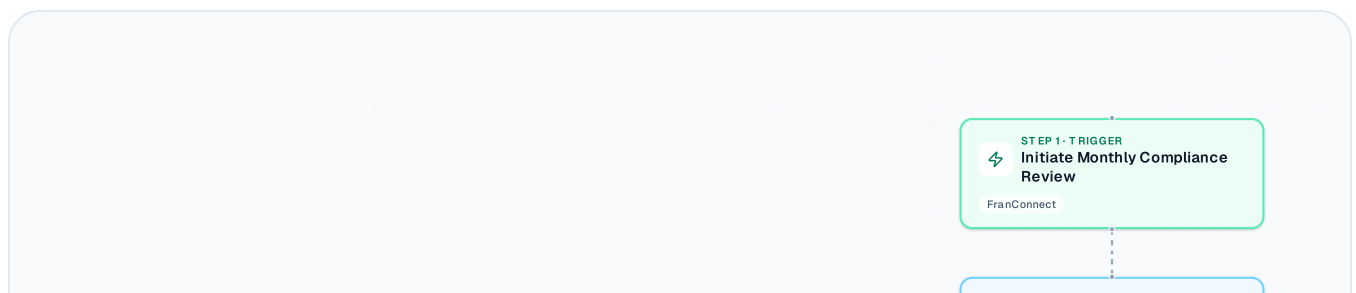 STEP 1 · TRIGGER
Initiate Monthly Compliance
Review
FranConnect